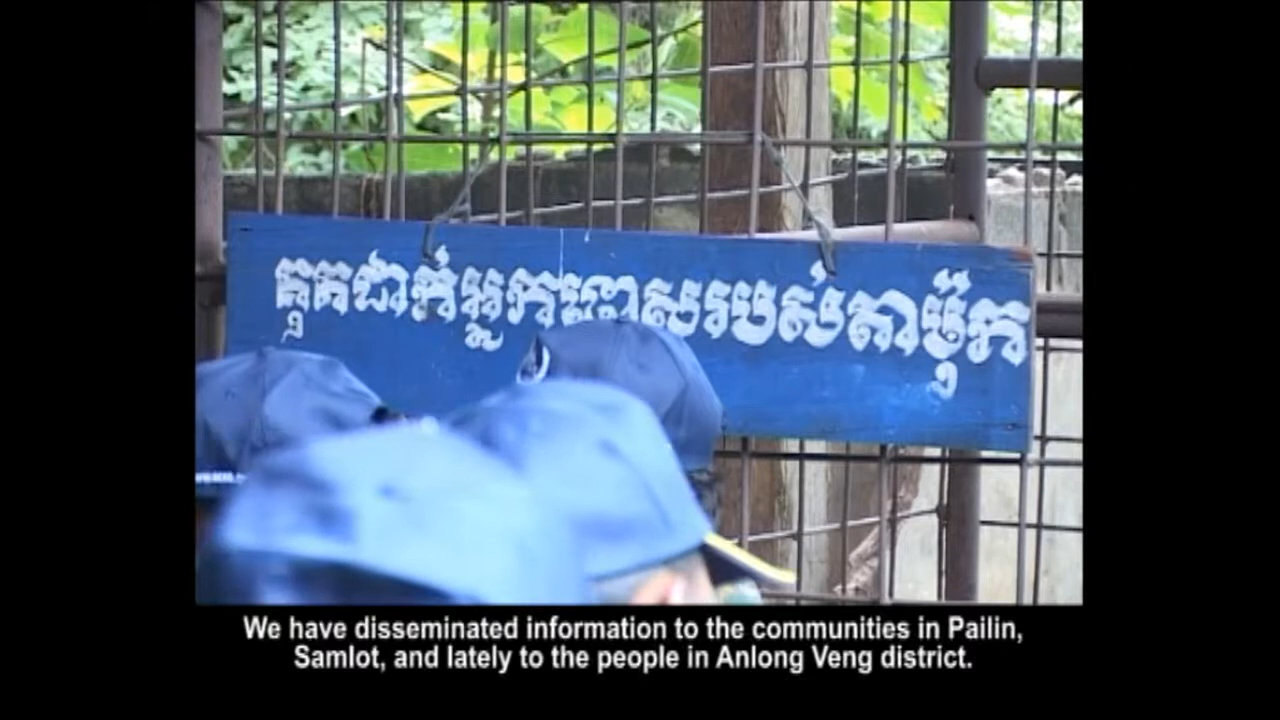 គុកដាក់អ្នកទោសរបស់តាម៉ុក
We have disseminated information to the communities in Pailin,
Samlot, and lately to the people in Anlong Veng district.